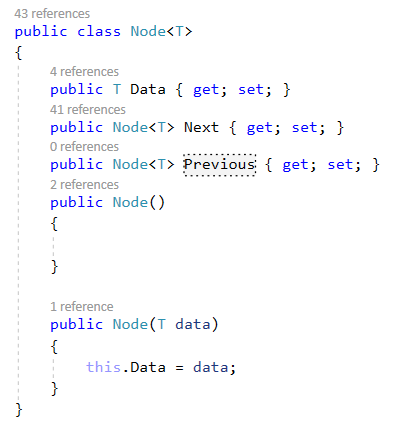 43 references
public class Node<T>
{
4 references
public T Data { get; set; }
41 references
public Node<T> Next { get; set; }
0 references
public Node<T> Previous { get; set; }
2 references
public Node()
{
}
1 reference
public Node(T data)
{
this.Data = data;
}
}